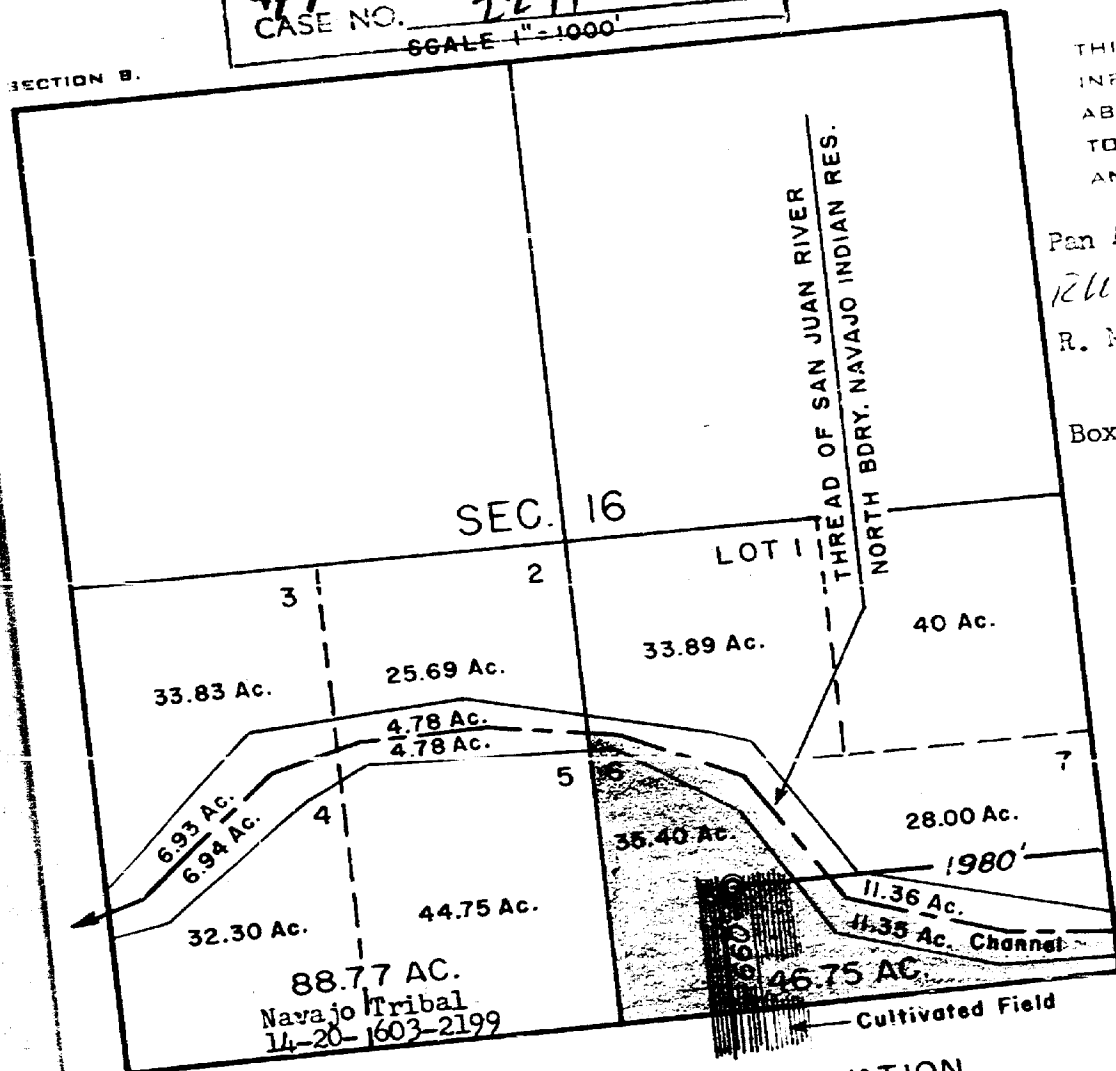 CASE NO.
SCALE 1"=1000'
SECTION B.
THREAD OF SAN JUAN RIVER
NORTH BDRY. NAVAJO INDIAN RES.
Pan
R.
Box
SEC. 16
LOT 1
2
3
33.83 Ac.
25.69 Ac.
33.89 Ac.
40 Ac.
4.78 Ac.
4.78 Ac.
5
6
7
6.93 Ac.
6.94 Ac.
4
35.40 Ac.
28.00 Ac.
1980'
11.36 Ac.
11.35 Ac. Channel
32.30 Ac.
44.75 Ac.
46.75 AC.
88.77 AC.
Navajo Tribal
14-20-603-2199
Cultivated Field